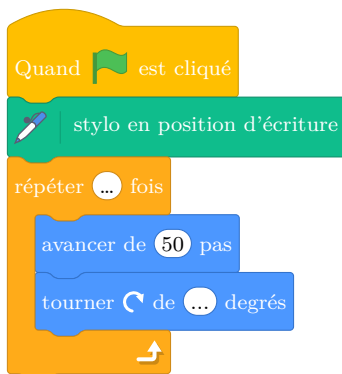 Quand est cliqué
stylo en position d'écriture
répéter ... fois
avancer de 50 pas
tourner de ... degrés